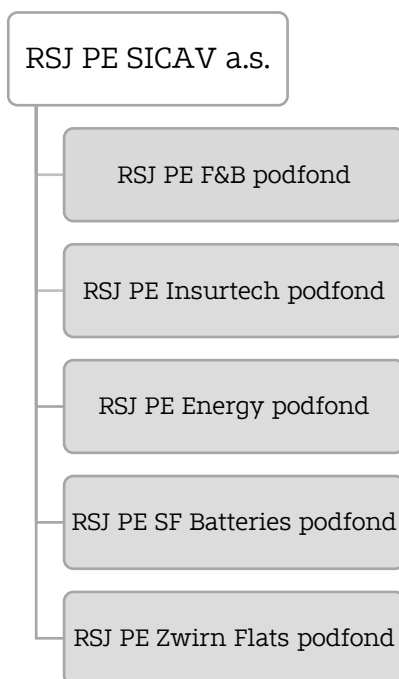 RSJ PE SICAV a.s.
RSJ PE F&B podfond
RSJ PE Insurtech podfond
RSJ PE Energy podfond
RSJ PE SF Batteries podfond
RSJ PE Zwirn Flats podfond